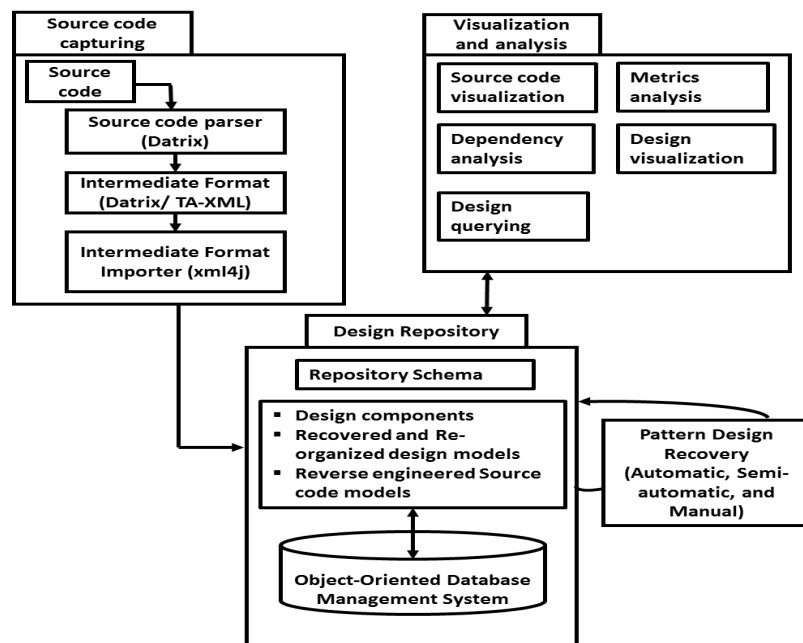 Source code
capturing
Source
code
Source code parser
(Datrix)
Intermediate Format
(Datrix/ TA-XML)
Intermediate Format
Importer (xml4j)
Visualization
and analysis
Source code
visualization
Metrics
analysis
Dependency
analysis
Design
visualization
Design
querying
Design Repository
Repository Schema
▪ Design components
▪ Recovered and Re-
organized design models
▪ Reverse engineered Source
code models
Object-Oriented Database
Management System
Pattern Design
Recovery
(Automatic, Semi-
automatic, and
Manual)